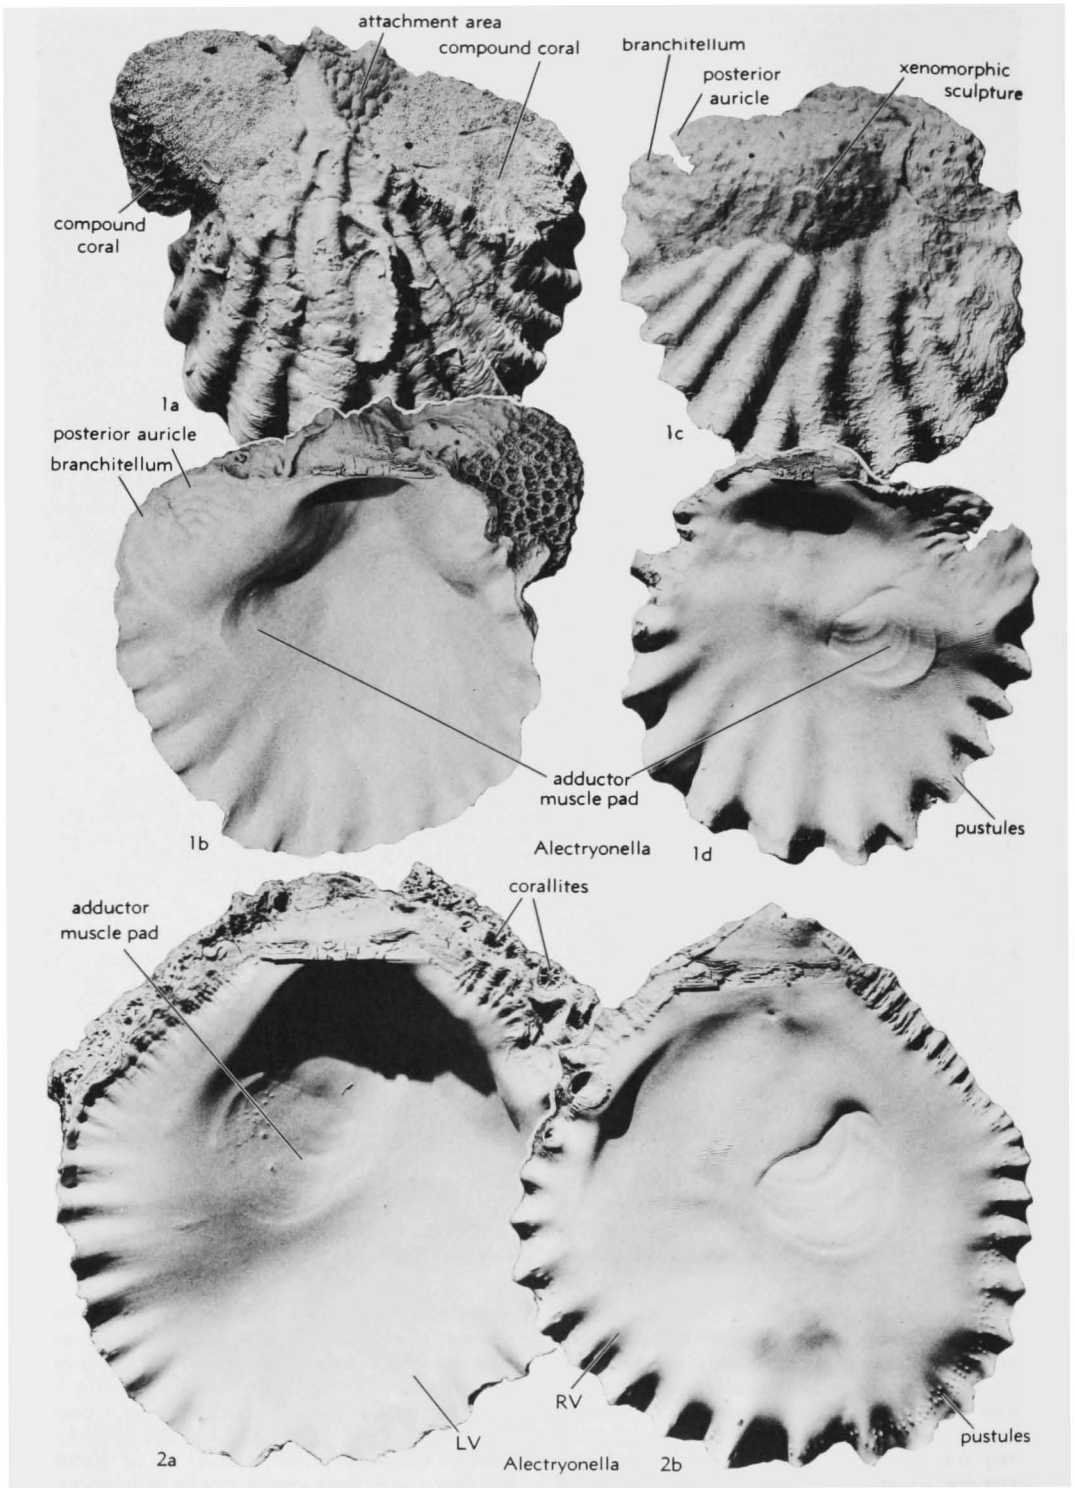 attachment area
compound coral
branchitellum
posterior
auricle
xenomorphic
sculpture
compound
coral
1a
1c
posterior auricle
branchitellum
adductor
muscle pad
pustules
1b
Alectryonella
1d
adductor
muscle pad
corallites
RV
LV
pustules
2a
Alectryonella
2b